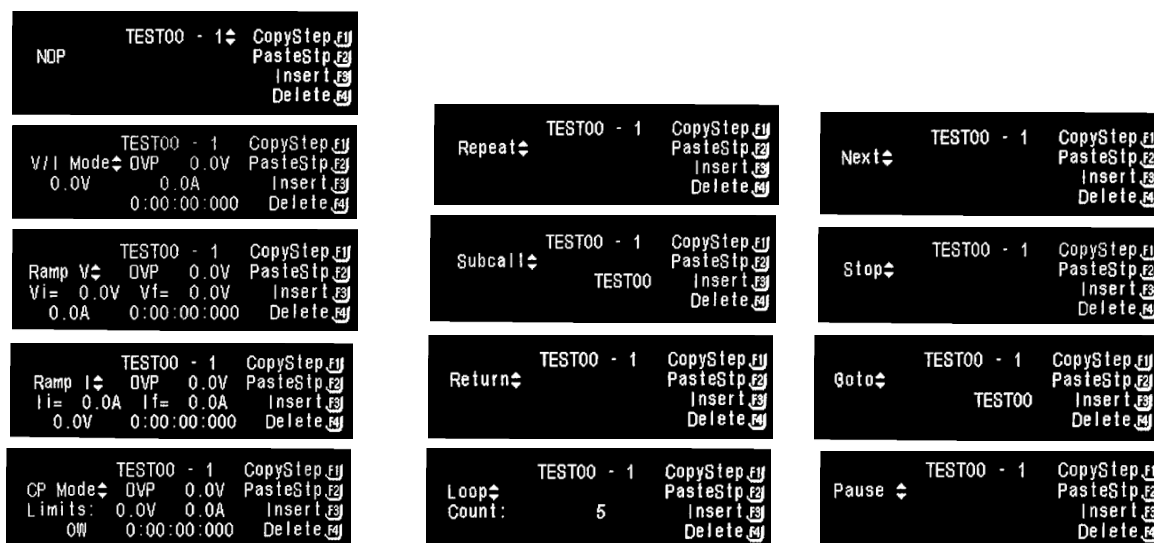 TEST00 - 1 CopyStep F1
NOP PasteStp F2
Insert F3
Delete F4
TEST00 - 1 CopyStep F1
V/I Mode OVP 0.0V PasteStp F2
0.0V 0.0A Insert F3
0:00:00:000 Delete F4
TEST00 - 1 CopyStep F1
Ramp V OVP 0.0V PasteStp F2
Vi= 0.0V Vf= 0.0V Insert F3
0.0A 0:00:00:000 Delete F4
TEST00 - 1 CopyStep F1
Ramp I OVP 0.0V PasteStp F2
Ii= 0.0A If= 0.0A Insert F3
0.0V 0:00:00:000 Delete F4
TEST00 - 1 CopyStep F1
CP Mode OVP 0.0V PasteStp F2
Limits: 0.0V 0.0A Insert F3
0W 0:00:00:000 Delete F4
TEST00 - 1 CopyStep F1
Repeat PasteStp F2
Insert F3
Delete F4
TEST00 - 1 CopyStep F1
Subcall PasteStp F2
TEST00 Insert F3
Delete F4
TEST00 - 1 CopyStep F1
Return PasteStp F2
Insert F3
Delete F4
TEST00 - 1 CopyStep F1
Loop PasteStp F2
Count: 5 Insert F3
Delete F4
TEST00 - 1 CopyStep F1
Next PasteStp F2
Insert F3
Delete F4
TEST00 - 1 CopyStep F1
Stop PasteStp F2
Insert F3
Delete F4
TEST00 - 1 CopyStep F1
Goto PasteStp F2
TEST00 Insert F3
Delete F4
TEST00 - 1 CopyStep F1
Pause PasteStp F2
Insert F3
Delete F4